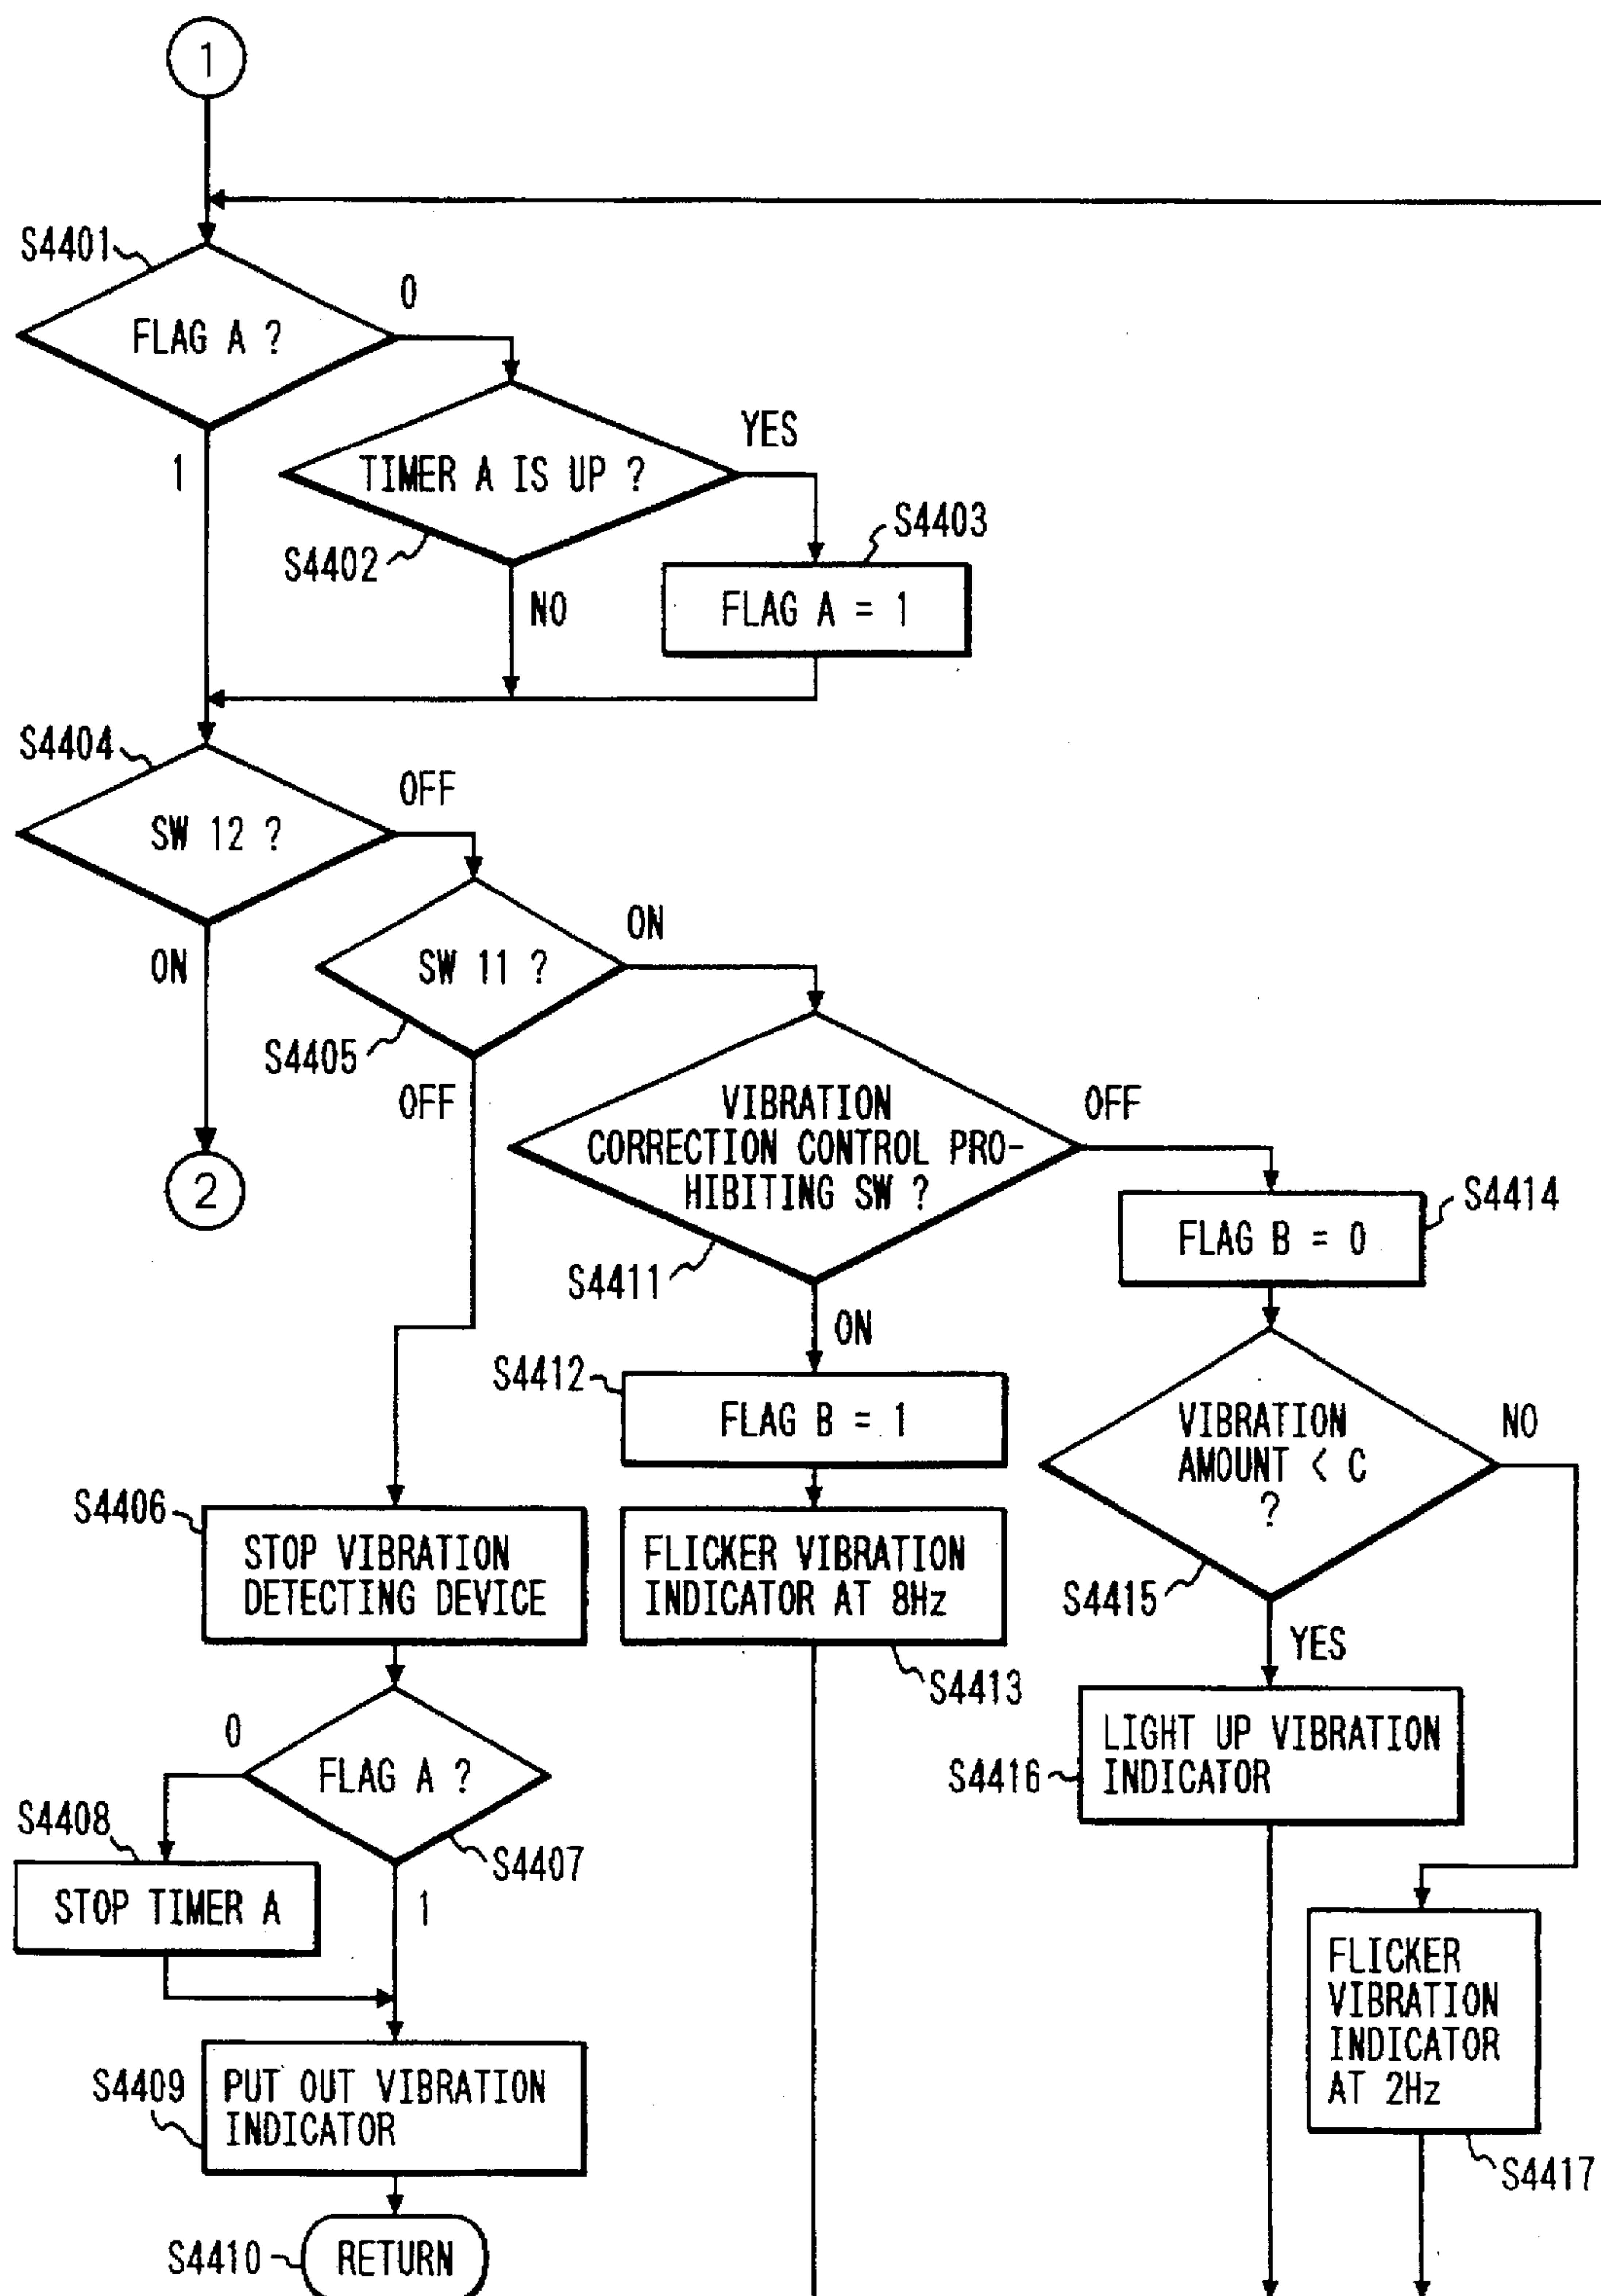 1
S4401
0
FLAG A ?
1
YES
TIMER A IS UP ?
S4402
S4403
NO
FLAG A = 1
S4404
OFF
SW 12 ?
ON
ON
SW 11 ?
S4405
OFF
2
VIBRATION
CORRECTION CONTROL PRO-
HIBITING SW ?
OFF
S4411
ON
S4414
FLAG B = 0
S4412
FLAG B = 1
VIBRATION
AMOUNT < C
?
NO
S4415
YES
S4406
STOP VIBRATION
DETECTING DEVICE
FLICKER VIBRATION
INDICATOR AT 8Hz
S4413
LIGHT UP VIBRATION
INDICATOR
S4416
0
FLAG A ?
S4407
S4408
STOP TIMER A
1
FLICKER
VIBRATION
INDICATOR
AT 2Hz
S4417
S4409
PUT OUT VIBRATION
INDICATOR
S4410
RETURN